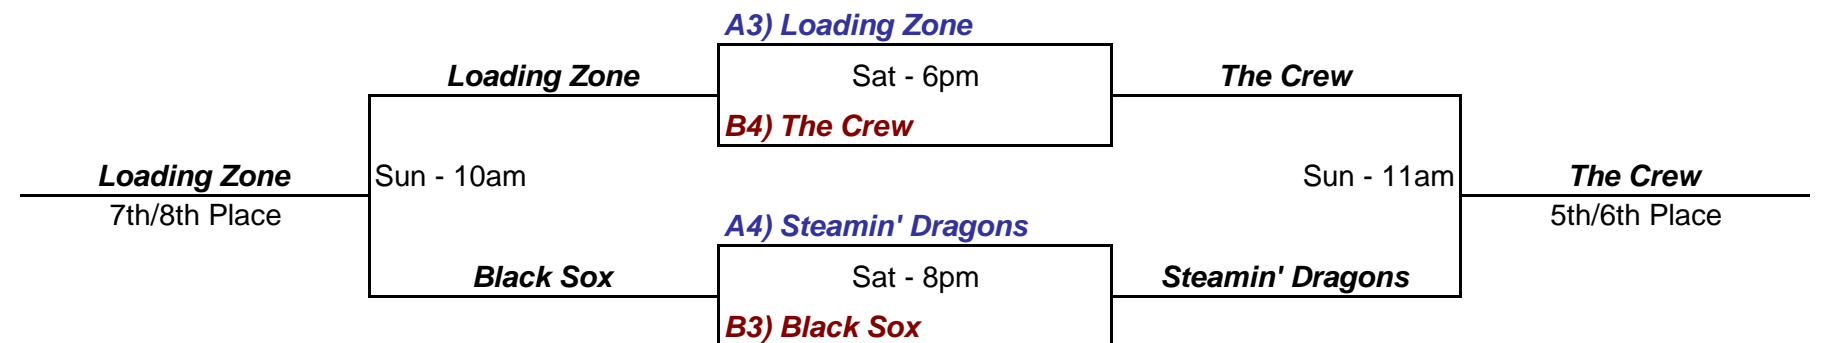 A3) Loading Zone
Loading Zone Sat - 6pm The Crew
B4) The Crew
Loading Zone Sun - 10am Sun - 11am The Crew
7th/8th Place 5th/6th Place
A4) Steamin' Dragons
Black Sox Sat - 8pm Steamin' Dragons
B3) Black Sox